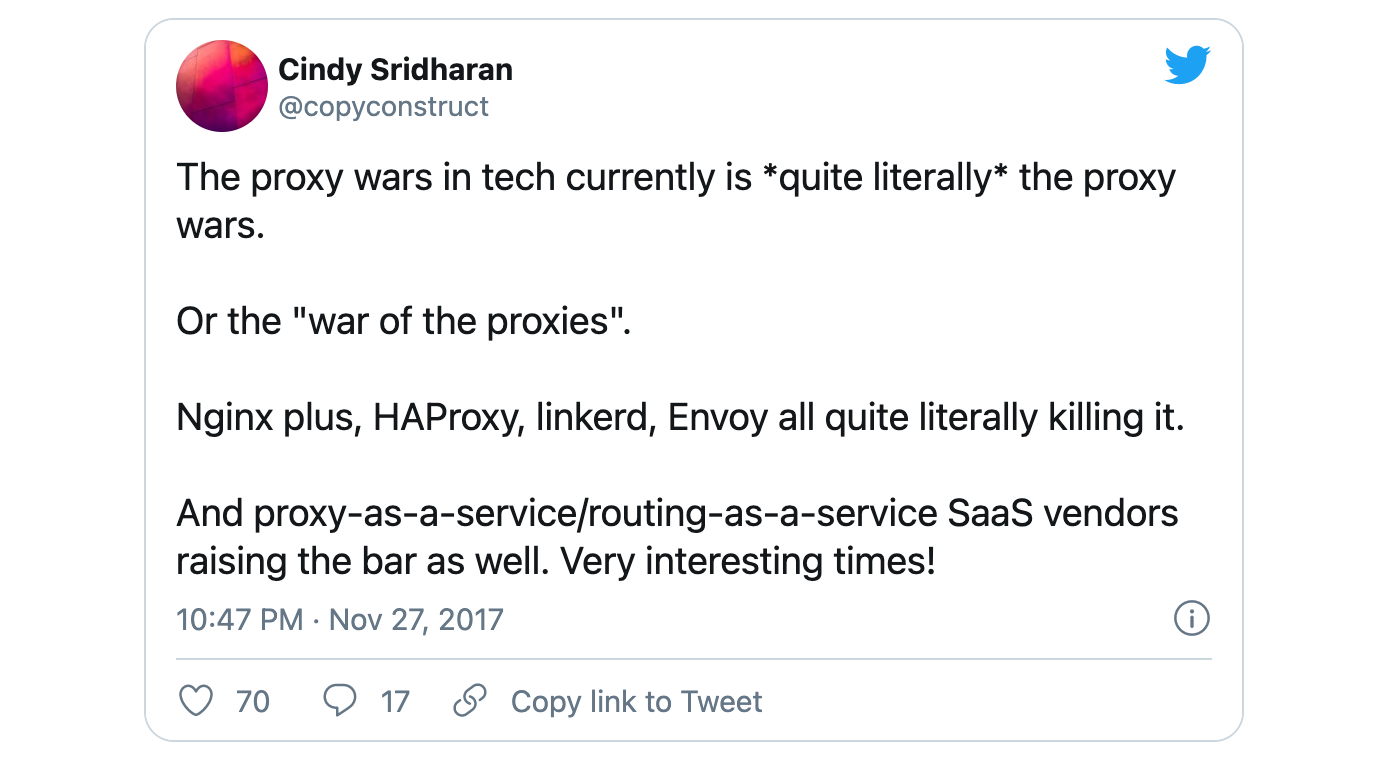 Cindy Sridharan
@copyconstruct
The proxy wars in tech currently is *quite literally* the proxy
wars.
Or the "war of the proxies".
Nginx plus, HAProxy, linkerd, Envoy all quite literally killing it.
And proxy-as-a-service/routing-as-a-service SaaS vendors
raising the bar as well. Very interesting times!
10:47 PM · Nov 27, 2017
70 17 Copy link to Tweet